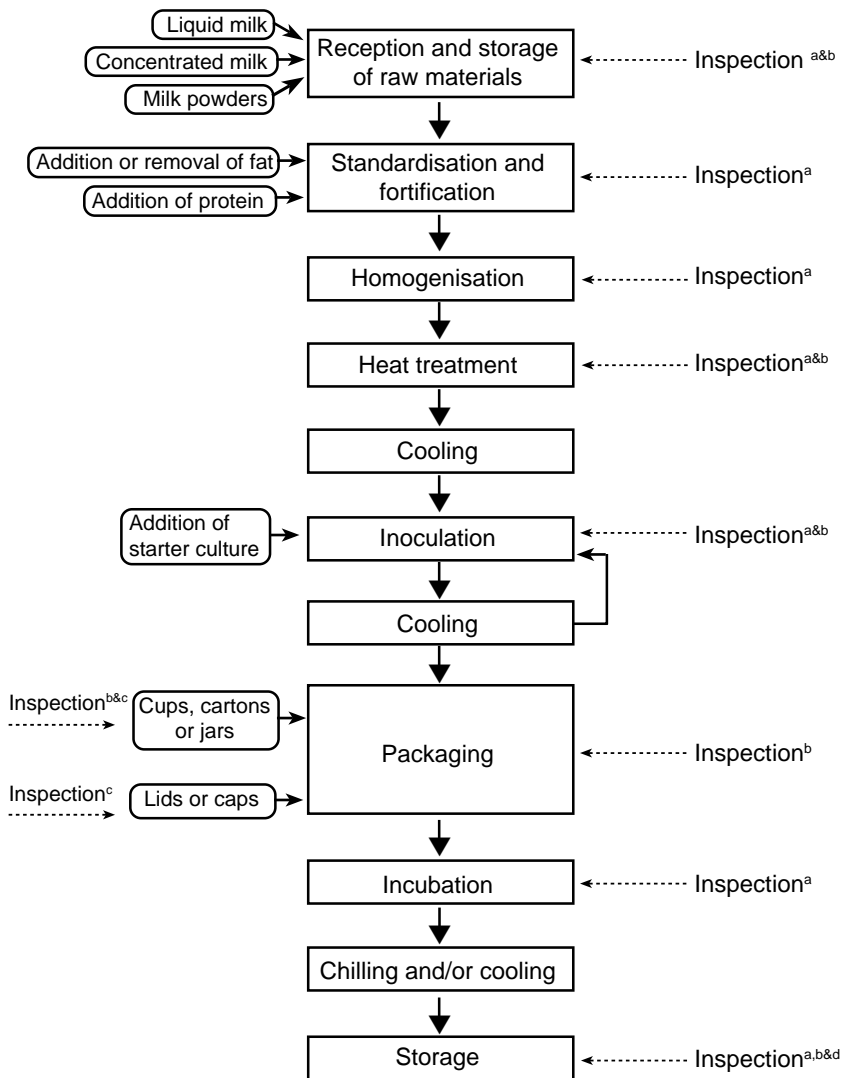 Liquid milk
Concentrated milk
Milk powders
Reception and storage
of raw materials
Inspection a&b
Addition or removal of fat
Addition of protein
Standardisation and
fortification
Inspectiona
Homogenisation
Inspectiona
Heat treatment
Inspectiona&b
Cooling
Addition of
starter culture
Inoculation
Inspectiona&b
Cooling
Inspectionb&c
Cups, cartons
or jars
Packaging
Inspectionb
Inspectionc
Lids or caps
Incubation
Inspectiona
Chilling and/or cooling
Storage
Inspectiona,b&d